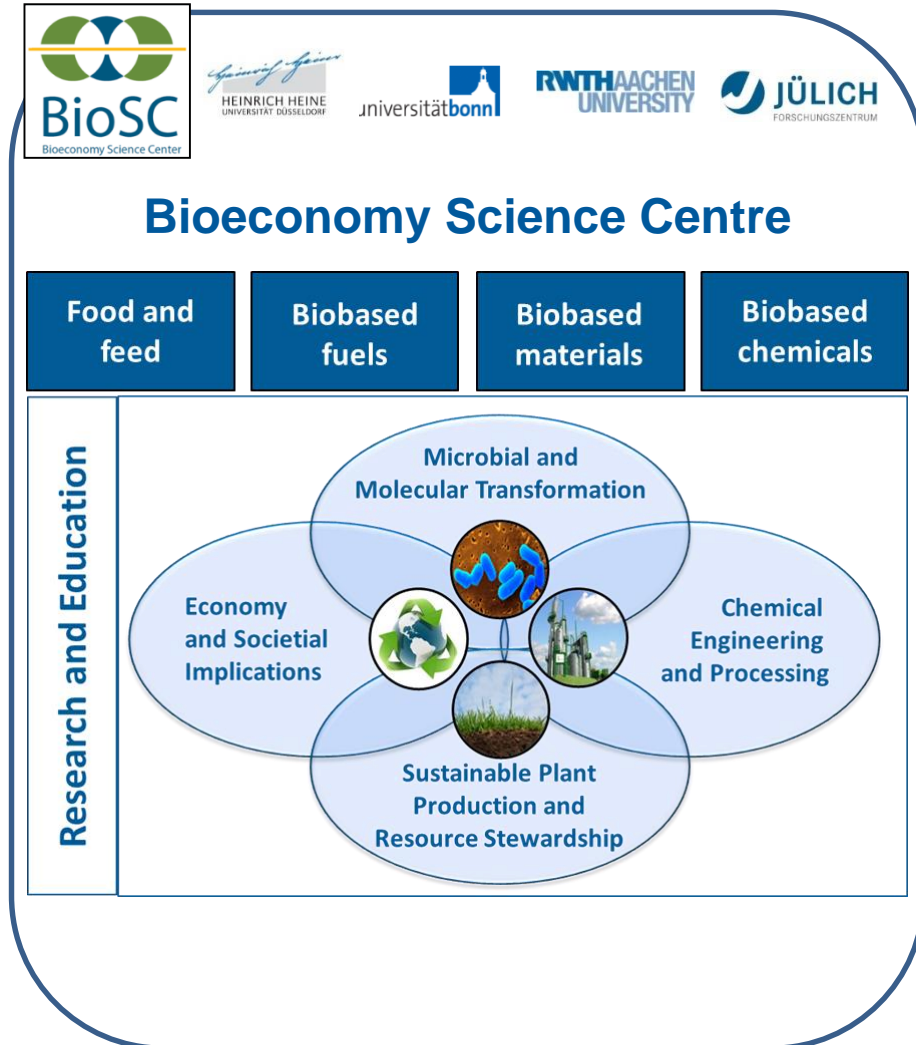 BioSC
Bioeconomy Science Center
Heinrich Heine
HEINRICH HEINE
UNIVERSITÄT DÜSSELDORF
universitätbonn
RWTHAACHEN
UNIVERSITY
JÜLICH
FORSCHUNGSZENTRUM
Bioeconomy Science Centre
Food and
feed
Biobased
fuels
Biobased
materials
Biobased
chemicals
Research and Education
Microbial and
Molecular Transformation
Economy
and Societial
Implications
Chemical
Engineering
and Processing
Sustainable Plant
Production and
Resource Stewardship